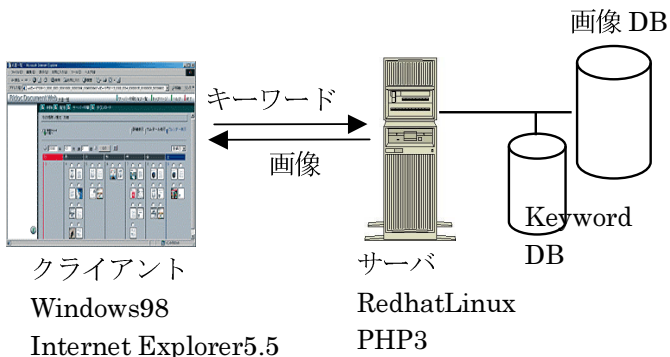 画像 DB
キーワード
画像
Keyword
DB
クライアント
Windows98
Internet Explorer5.5
サーバ
RedhatLinux
PHP3